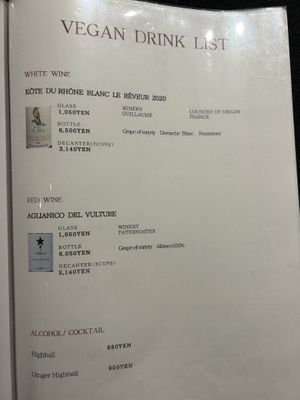 VEGAN DRINK LIST
WHITE WINE
KÔTE DU RHÔNE BLANC LE RÊVEUR 2020
GLASS WINERY COUNTRY OF ORIGIN
1,050YEN GUILLAUME FRANCE
BOTTLE
6,500YEN Grape of variety Grenache Blanc Roussanne
DECANTER(3CUPS)
3,140YEN
RED WINE
AGLIANICO DEL VULTURE
GLASS WINERY
1,050YEN PATERNOSTER
BOTTLE
6,050YEN Grape of variety 100%
DECANTER(3CUPS)
3,140YEN
ALCOHOL/ COCKTAIL
Highball 880YEN
Ginger Highball 900YEN